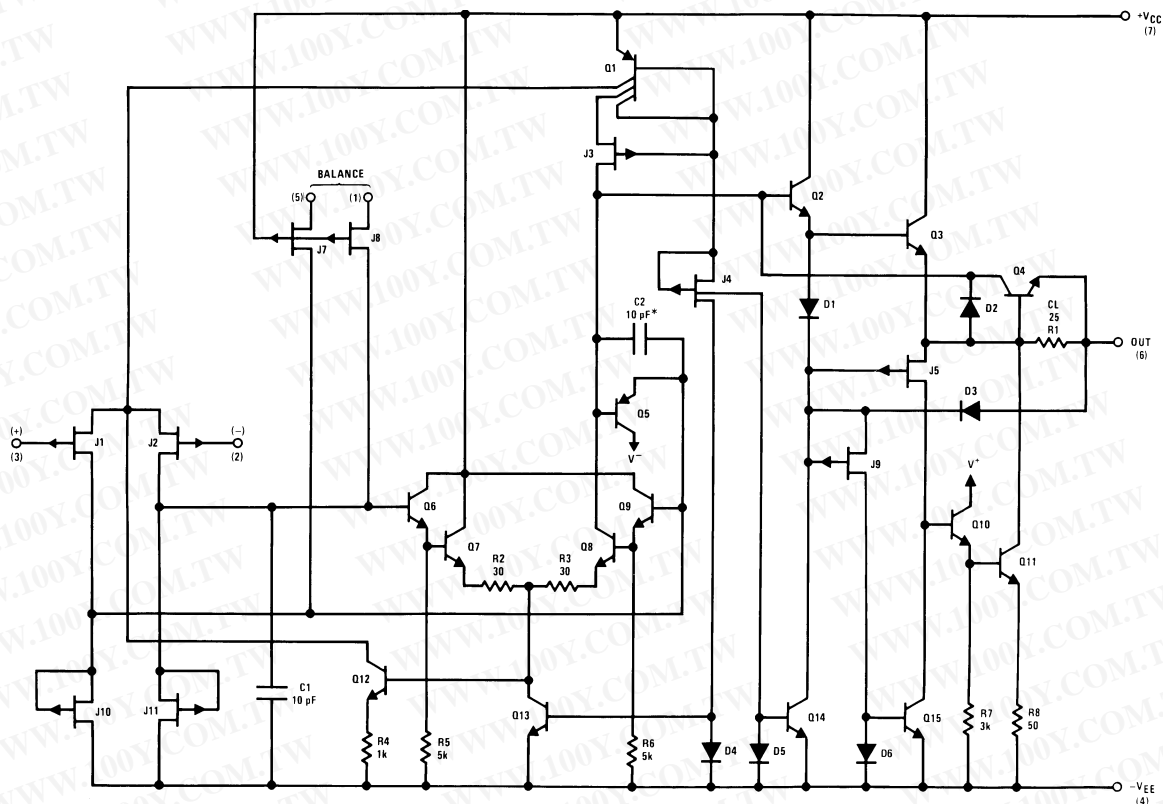 +VCC
(7)
Q1
J3
BALANCE
(5)
(1)
J7
J8
Q2
Q3
J4
Q4
C2
10 pF*
D1
D2
CL
25
R1
OUT
(6)
J5
D3
Q5
V−
(+)
(3)
J1
J2
(−)
(2)
J9
Q6
Q9
V+
Q7
R2
30
R3
30
Q8
Q10
Q11
C1
10 pF
Q12
J10
J11
Q13
Q14
Q15
R4
1k
R5
5k
R6
5k
D4
D5
D6
R7
3k
R8
50
−VEE
(4)
WWW.100Y.COM.TW